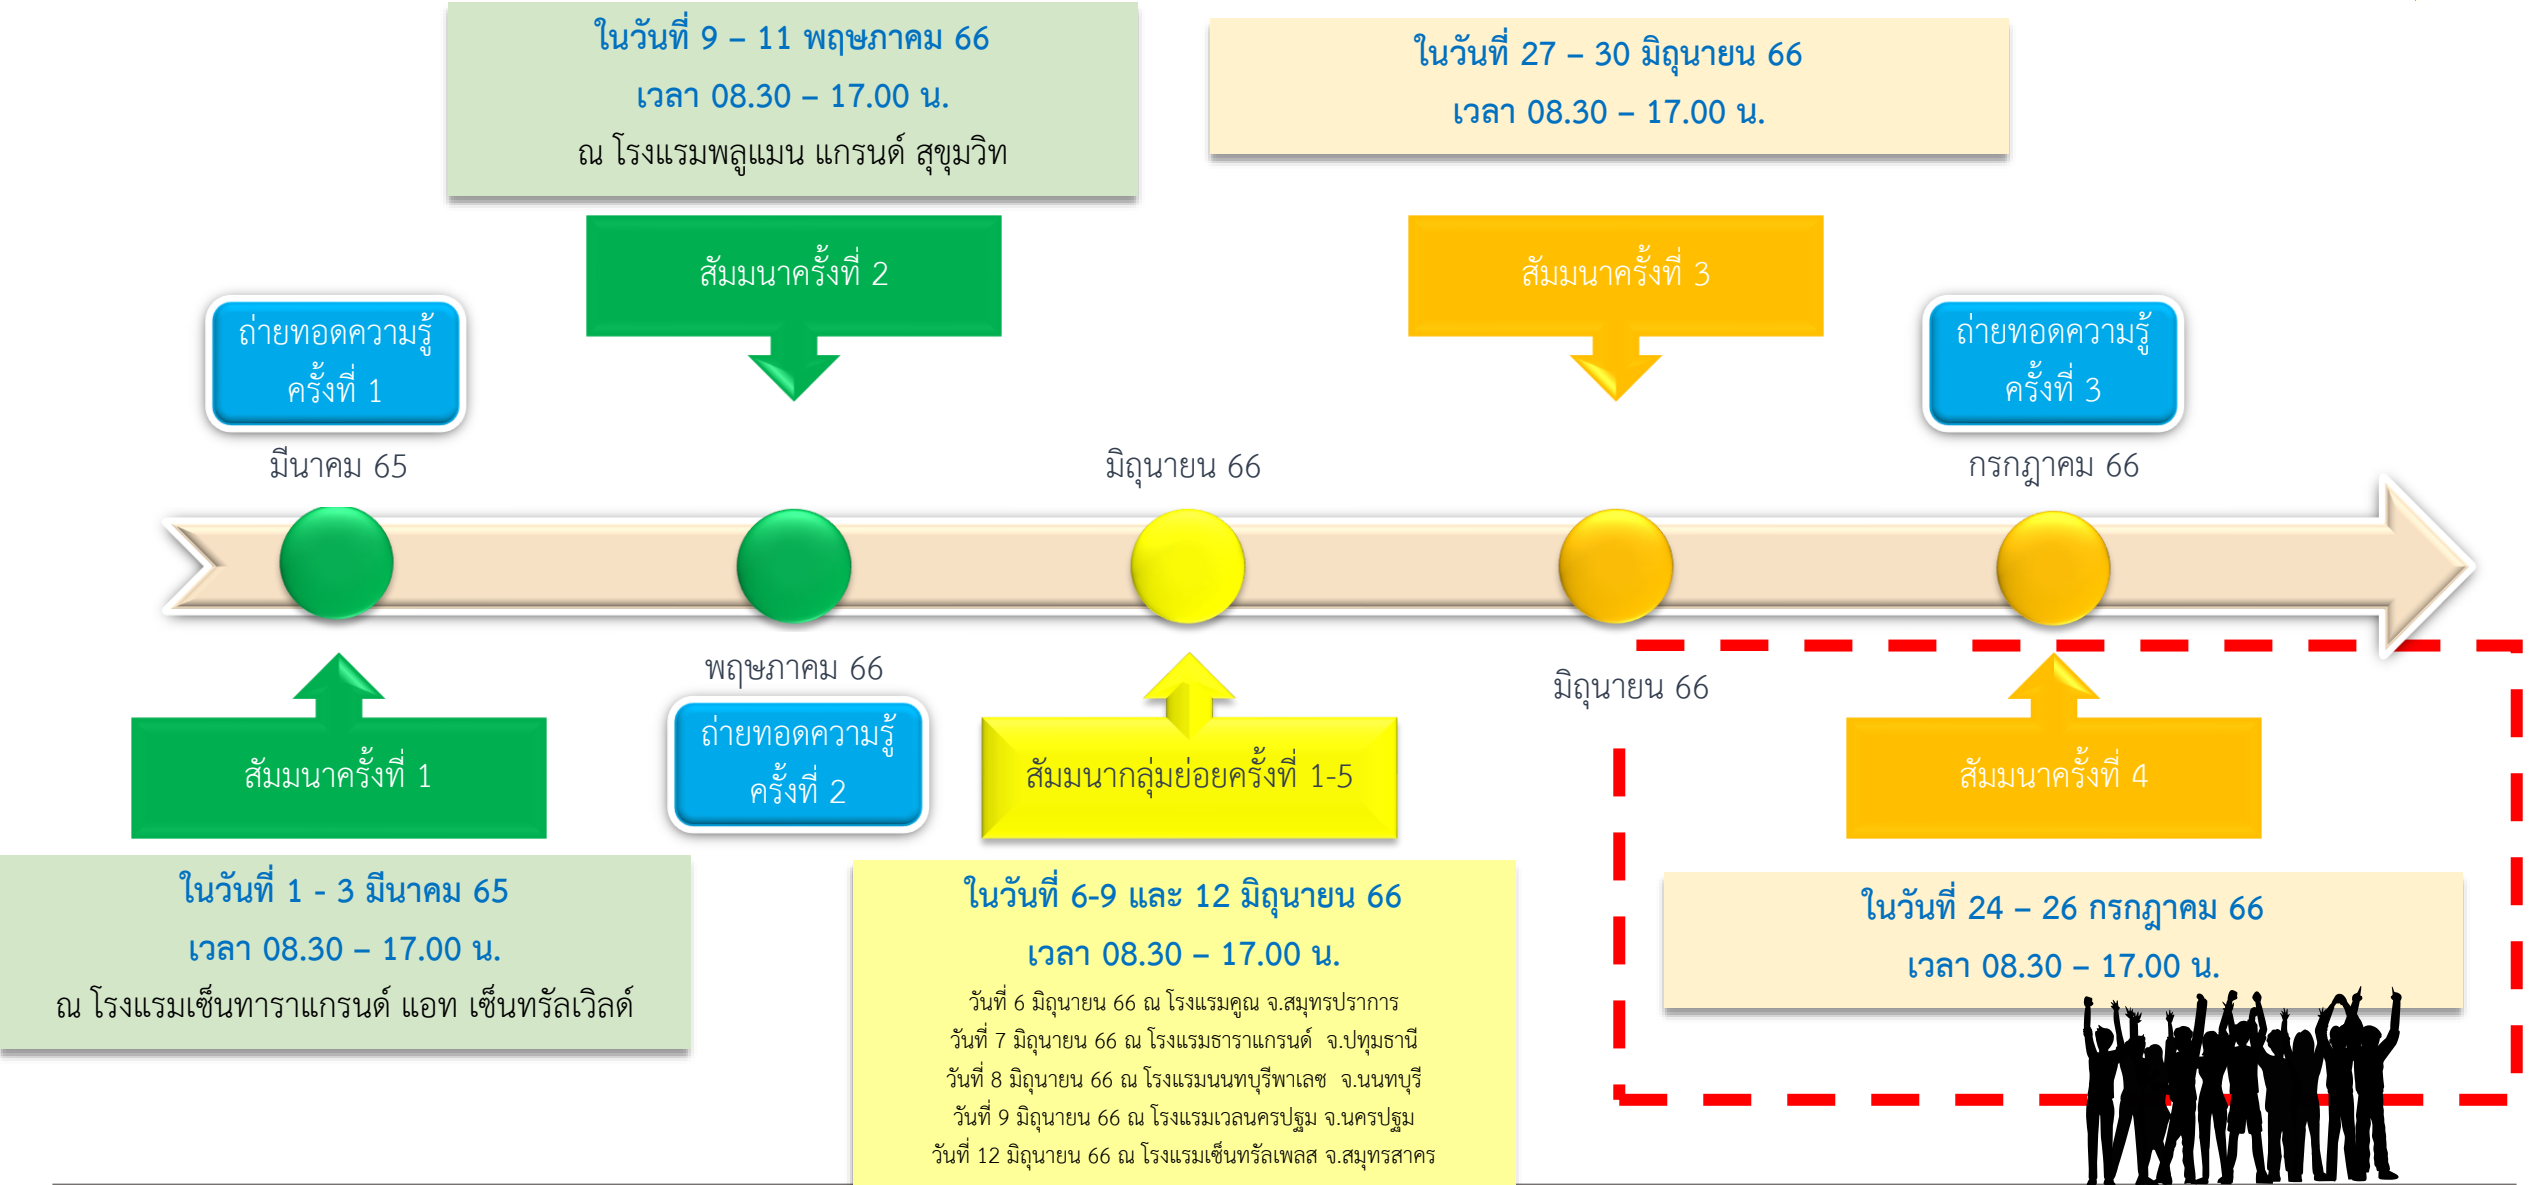 ในวันที่ 9 – 11 พฤษภาคม 66
เวลา 08.30 – 17.00 น.
ณ โรงแรมพลูแมน แกรนด์ สุขุมวิท
ในวันที่ 27 – 30 มิถุนายน 66
เวลา 08.30 – 17.00 น.
สัมมนาครั้งที่ 2
สัมมนาครั้งที่ 3
ถ่ายทอดความรู้
ครั้งที่ 1
ถ่ายทอดความรู้
ครั้งที่ 3
มีนาคม 65
มิถุนายน 66
กรกฎาคม 66
พฤษภาคม 66
มิถุนายน 66
สัมมนาครั้งที่ 1
ถ่ายทอดความรู้
ครั้งที่ 2
สัมมนากลุ่มย่อยครั้งที่ 1-5
สัมมนาครั้งที่ 4
ในวันที่ 1 - 3 มีนาคม 65
เวลา 08.30 – 17.00 น.
ณ โรงแรมเซ็นทาราแกรนด์ แอท เซ็นทรัลเวิลด์
ในวันที่ 6-9 และ 12 มิถุนายน 66
เวลา 08.30 – 17.00 น.
วันที่ 6 มิถุนายน 66 ณ โรงแรมคูณ จ.สมุทรปราการ
วันที่ 7 มิถุนายน 66 ณ โรงแรมธาราแกรนด์ จ.ปทุมธานี
วันที่ 8 มิถุนายน 66 ณ โรงแรมนนทบุรีพาเลซ จ.นนทบุรี
วันที่ 9 มิถุนายน 66 ณ โรงแรมเวลนครปฐม จ.นครปฐม
วันที่ 12 มิถุนายน 66 ณ โรงแรมเซ็นทรัลเพลส จ.สมุทรสาคร
ในวันที่ 24 – 26 กรกฎาคม 66
เวลา 08.30 – 17.00 น.